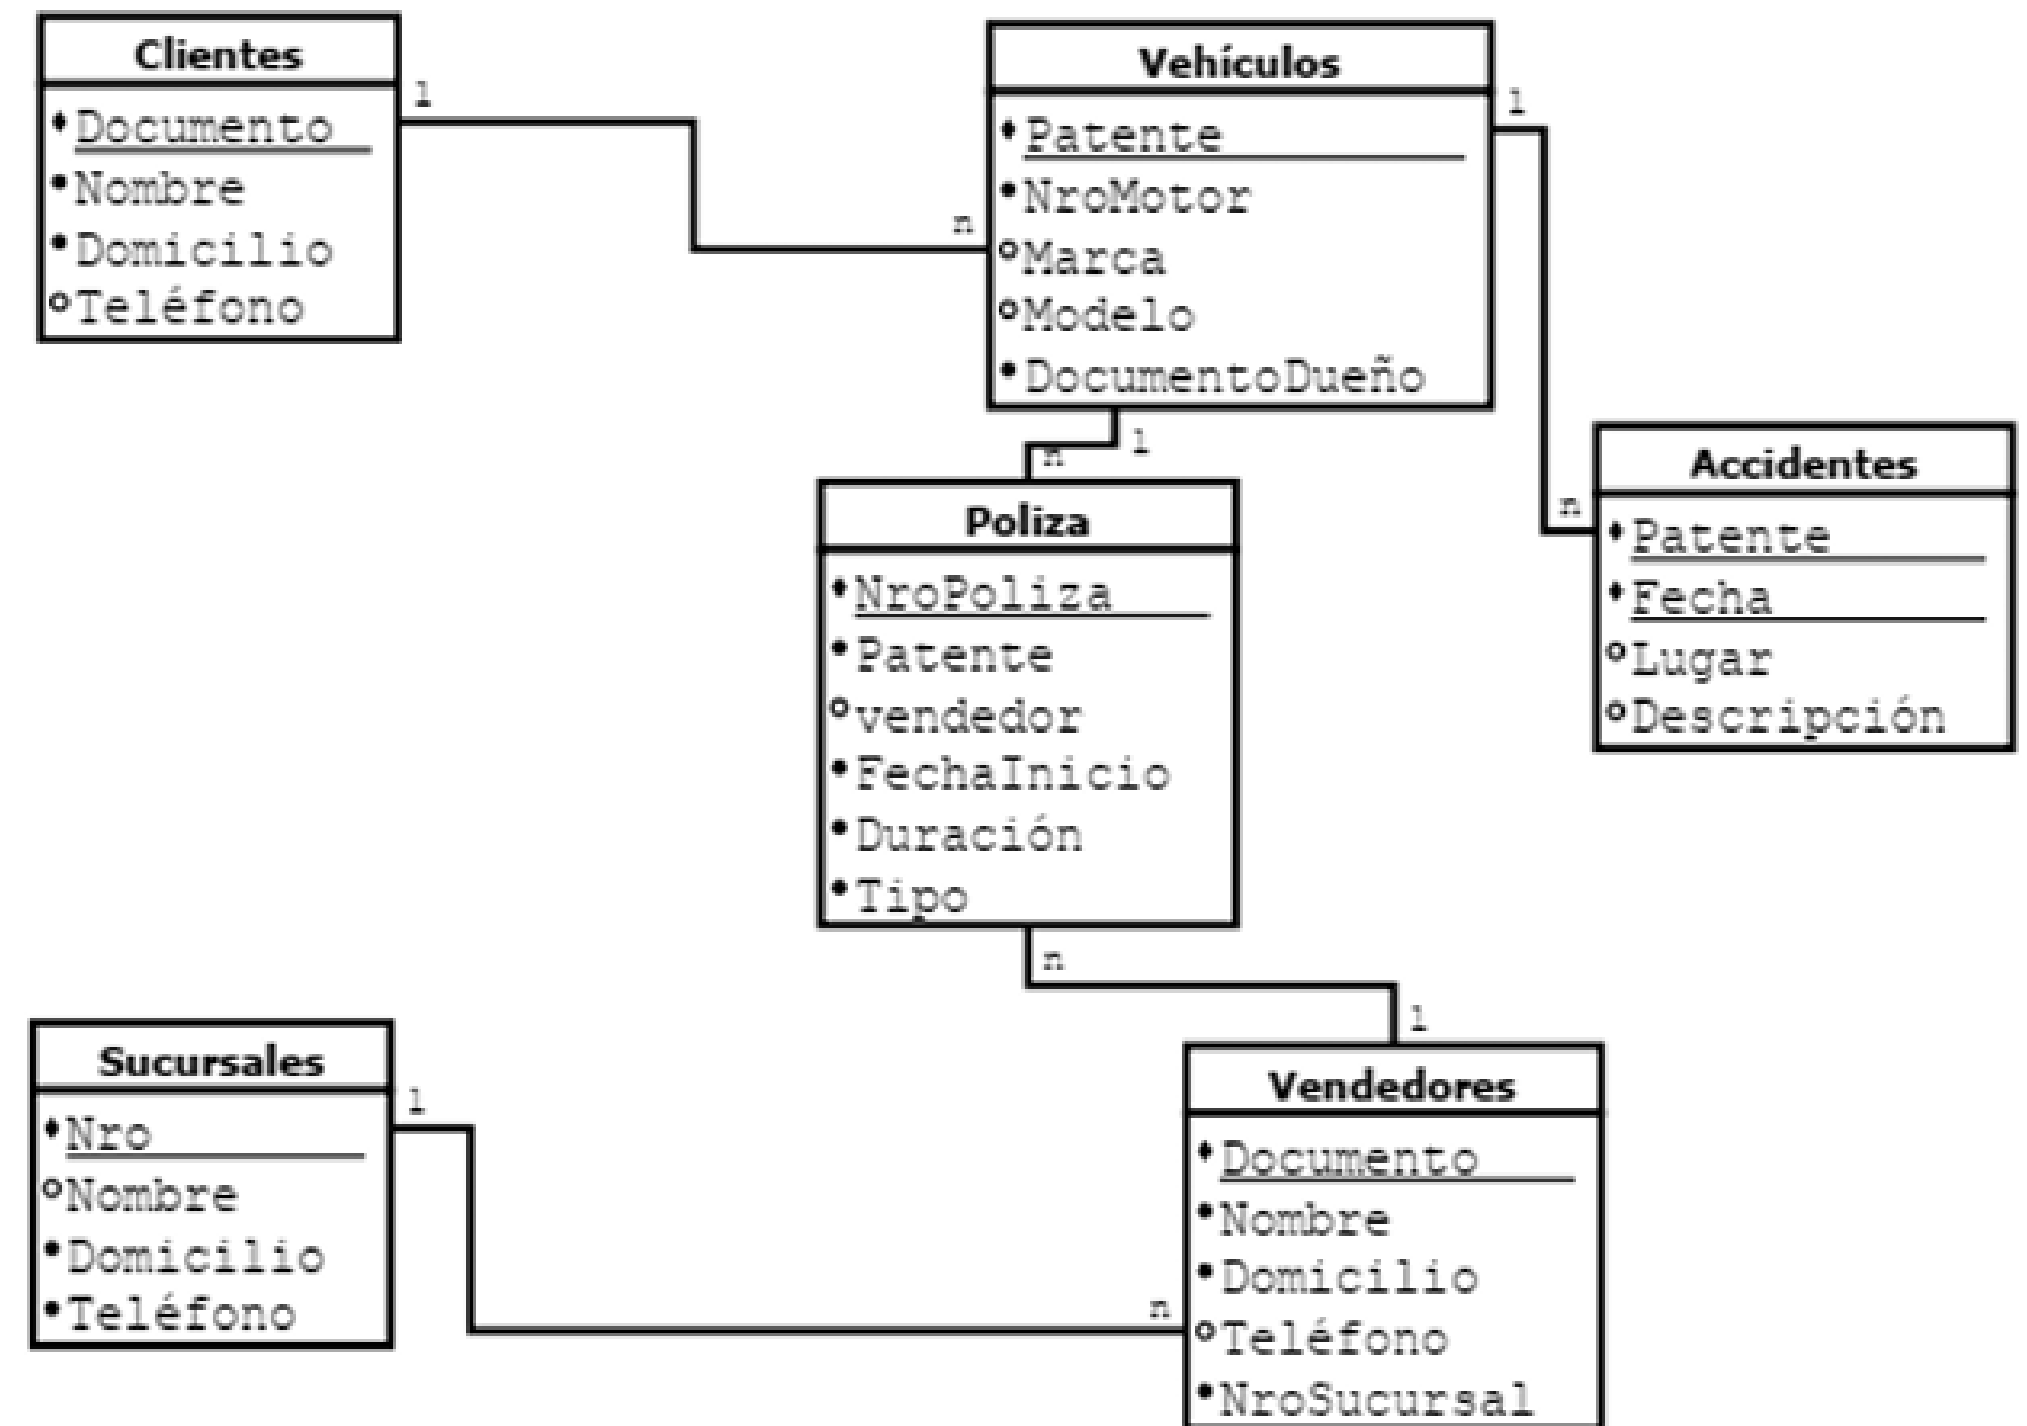 Clientes
Documento
Nombre
Domicilio
Teléfono
1
n
Vehículos
Patente
NroMotor
Marca
Modelo
DocumentoDueño
1
n
1
n
Accidentes
Patente
Fecha
Lugar
Descripción
Poliza
NroPoliza
Patente
vendedor
FechaInicio
Duración
Tipo
n
1
Sucursales
Nro
Nombre
Domicilio
Teléfono
1
n
Vendedores
Documento
Nombre
Domicilio
Teléfono
NroSucursal